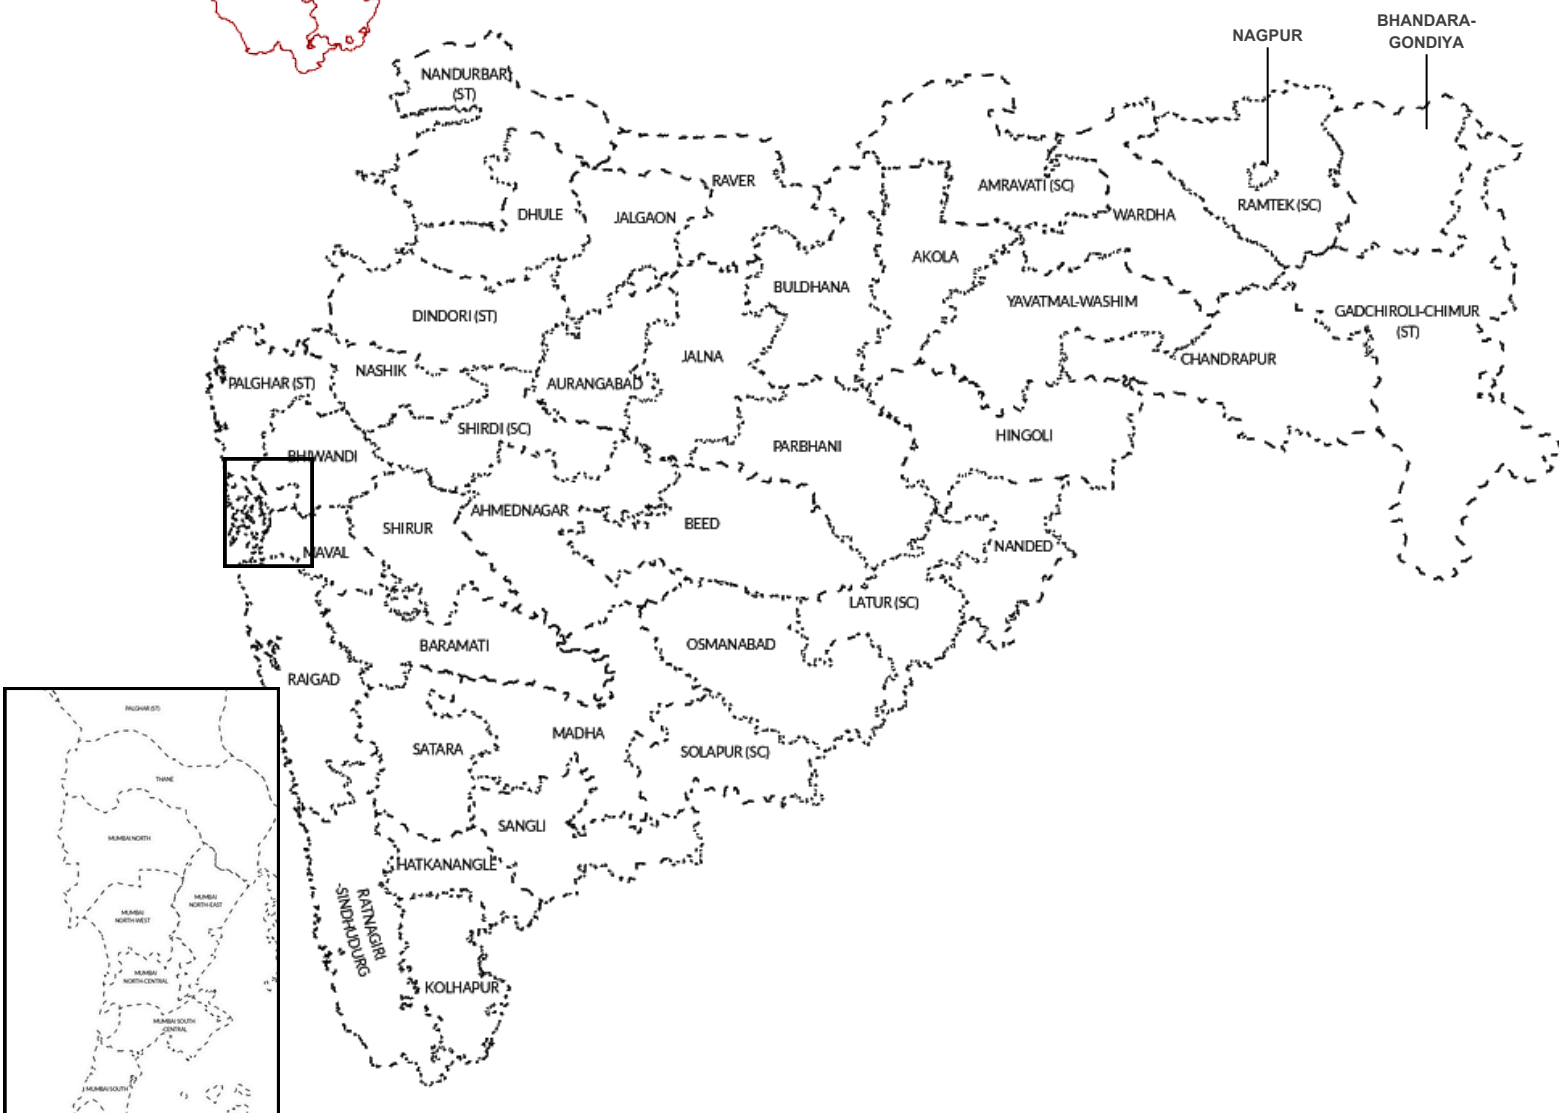 BHANDARA-
GONDIYA
NAGPUR
NANDURBAR
(ST)
RAVER
AMRAVATI (SC)
RAMTEK (SC)
WARDHA
DHULE
JALGAON
AKOLA
BULDHANA
YAVATMAL-WASHIM
GADCHIROLI-CHIMUR
(ST)
DINDORI (ST)
JALNA
CHANDRAPUR
NASHIK
PALGHAR (ST)
AURANGABAD
SHIRDI (SC)
HINGOLI
PARBHANI
BHIWANDI
AHMEDNAGAR
SHIRUR
BEED
NANDED
MAVAL
LATUR (SC)
BARAMATI
OSMANABAD
RAIGAD
MADHA
SATARA
SOLAPUR (SC)
SANGLI
HATKANANGLE
RATNAGIRI
-SINDHUDURG
KOLHAPUR
PALGHAR (ST)
THANE
MUMBAI NORTH
MUMBAI
NORTH-EAST
MUMBAI
NORTH-WEST
MUMBAI
NORTH-CENTRAL
MUMBAI SOUTH
-CENTRAL
MUMBAI SOUTH